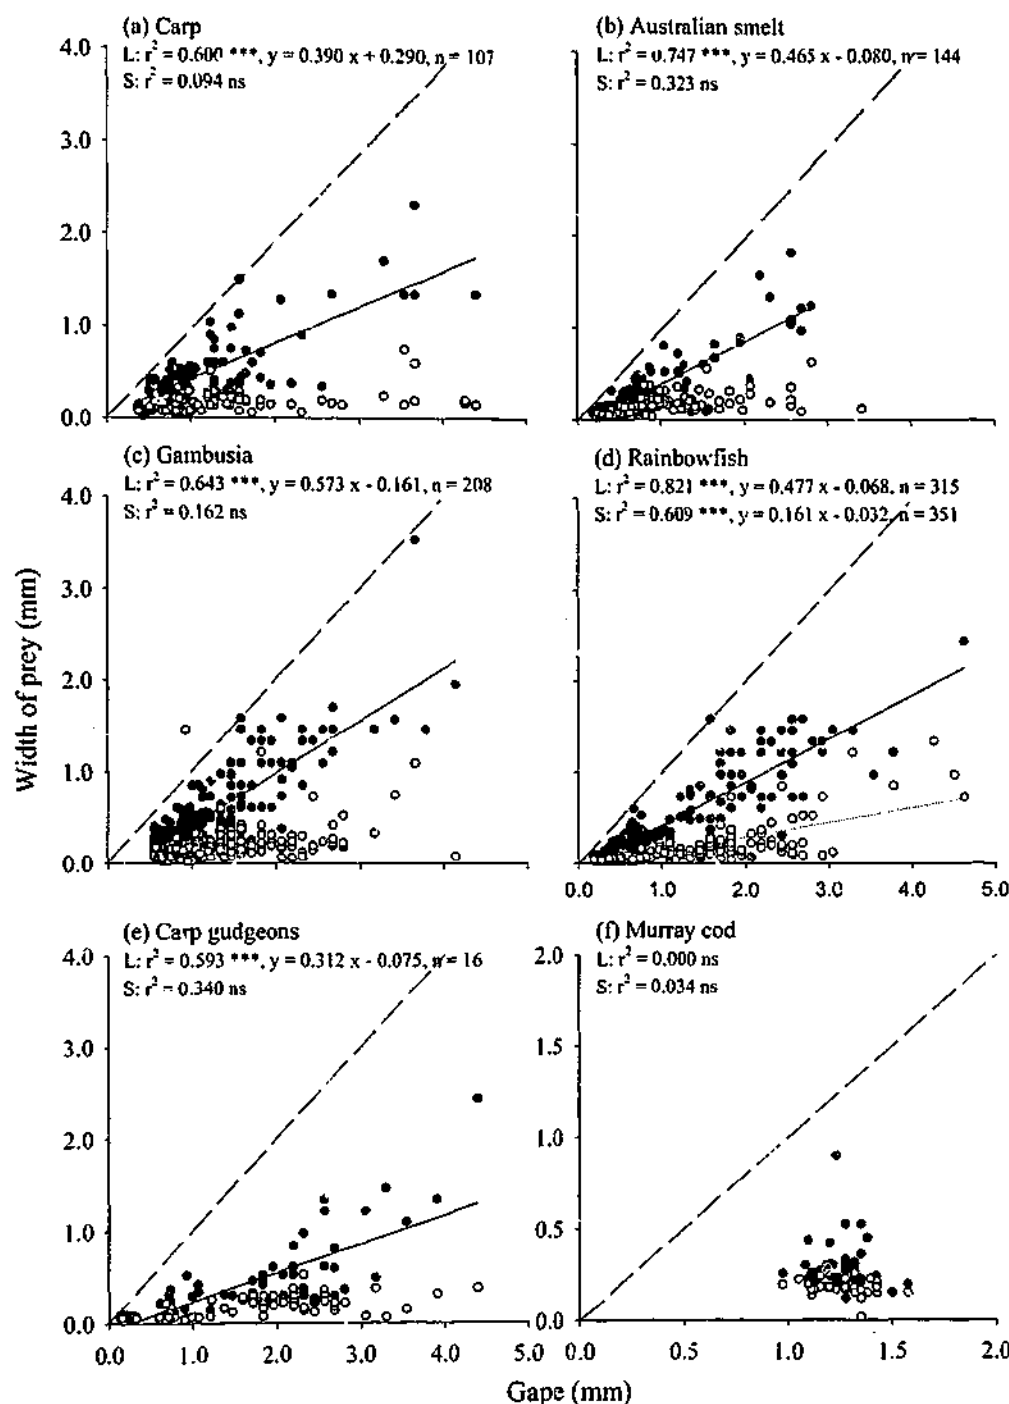 (a) Carp
L: r² = 0.600 ***, y = 0.390 x + 0.290, n = 107
S: r² = 0.094 ns
4.0
3.0
2.0
1.0
0.0
(b) Australian smelt
L: r² = 0.747 ***, y = 0.465 x - 0.080, n = 144
S: r² = 0.323 ns
(c) Gambusia
L: r² = 0.643 ***, y = 0.573 x - 0.161, n = 208
S: r² = 0.162 ns
4.0
3.0
2.0
1.0
0.0
(d) Rainbowfish
L: r² = 0.821 ***, y = 0.477 x - 0.068, n = 315
S: r² = 0.609 ***, y = 0.161 x - 0.032, n = 351
0.0 1.0 2.0 3.0 4.0 5.0
Width of prey (mm)
(e) Carp gudgeons
L: r² = 0.593 ***, y = 0.312 x - 0.075, n = 16
S: r² = 0.340 ns
4.0
3.0
2.0
1.0
0.0
0.0 1.0 2.0 3.0 4.0 5.0
(f) Murray cod
L: r² = 0.000 ns
S: r² = 0.034 ns
2.0
1.5
1.0
0.5
0.0
0.0 0.5 1.0 1.5 2.0
Gape (mm)